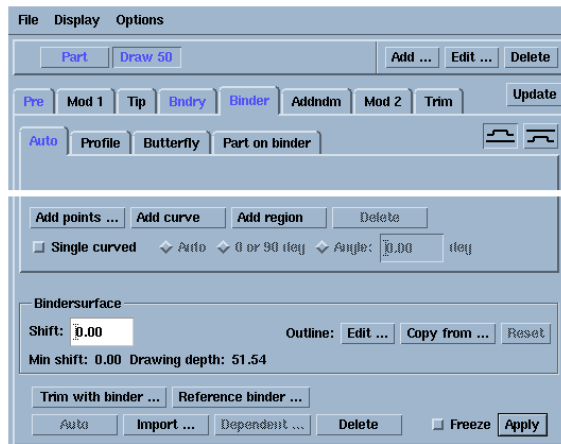 File Display Options
Part Draw 50 Add ... Edit ... Delete
Pre Mod 1 Tip Bndry Binder Addndm Mod 2 Trim Update
Auto Profile Butterfly Part on binder
Add points ... Add curve Add region Delete
Single curved Auto 0 or 90 deg Angle: 0.00 deg
Bindersurface
Shift: 0.00 Outline: Edit ... Copy from ... Reset
Min shift: 0.00 Drawing depth: 51.54
Trim with binder ... Reference binder ...
Auto Import ... Dependent ... Delete Freeze Apply